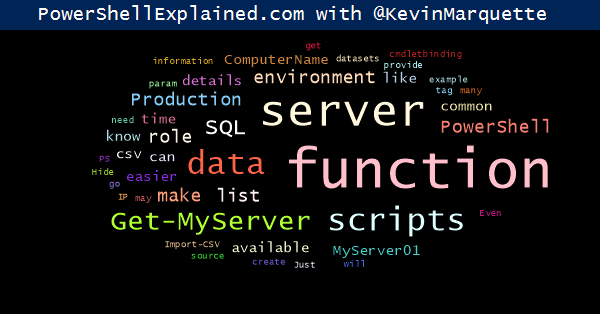 PowerShellExplained.com with @KevinMarquette
get
information ComputerName datasets cmdletbinding
provide
param details environment like example
tag many
Production server common
need time SQL PowerShell
know role
PS csv can data function
Hide easier
go
IP may make list
Get-MyServer scripts Even
Import-CSV available MyServer01
source create Just will